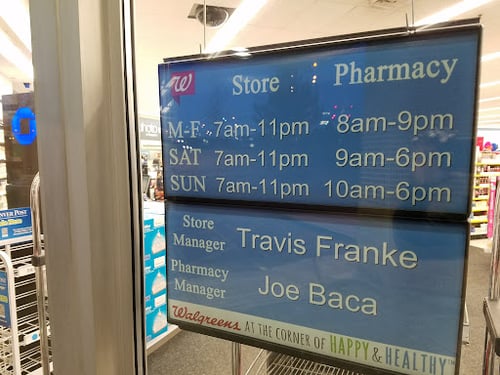 W Store Pharmacy
M-F 7am-11pm 8am-9pm
SAT 7am-11pm 9am-6pm
SUN 7am-11pm 10am-6pm
Store
Manager Travis Franke
Pharmacy
Manager Joe Baca
Walgreens AT THE CORNER OF HAPPY & HEALTHY
photo